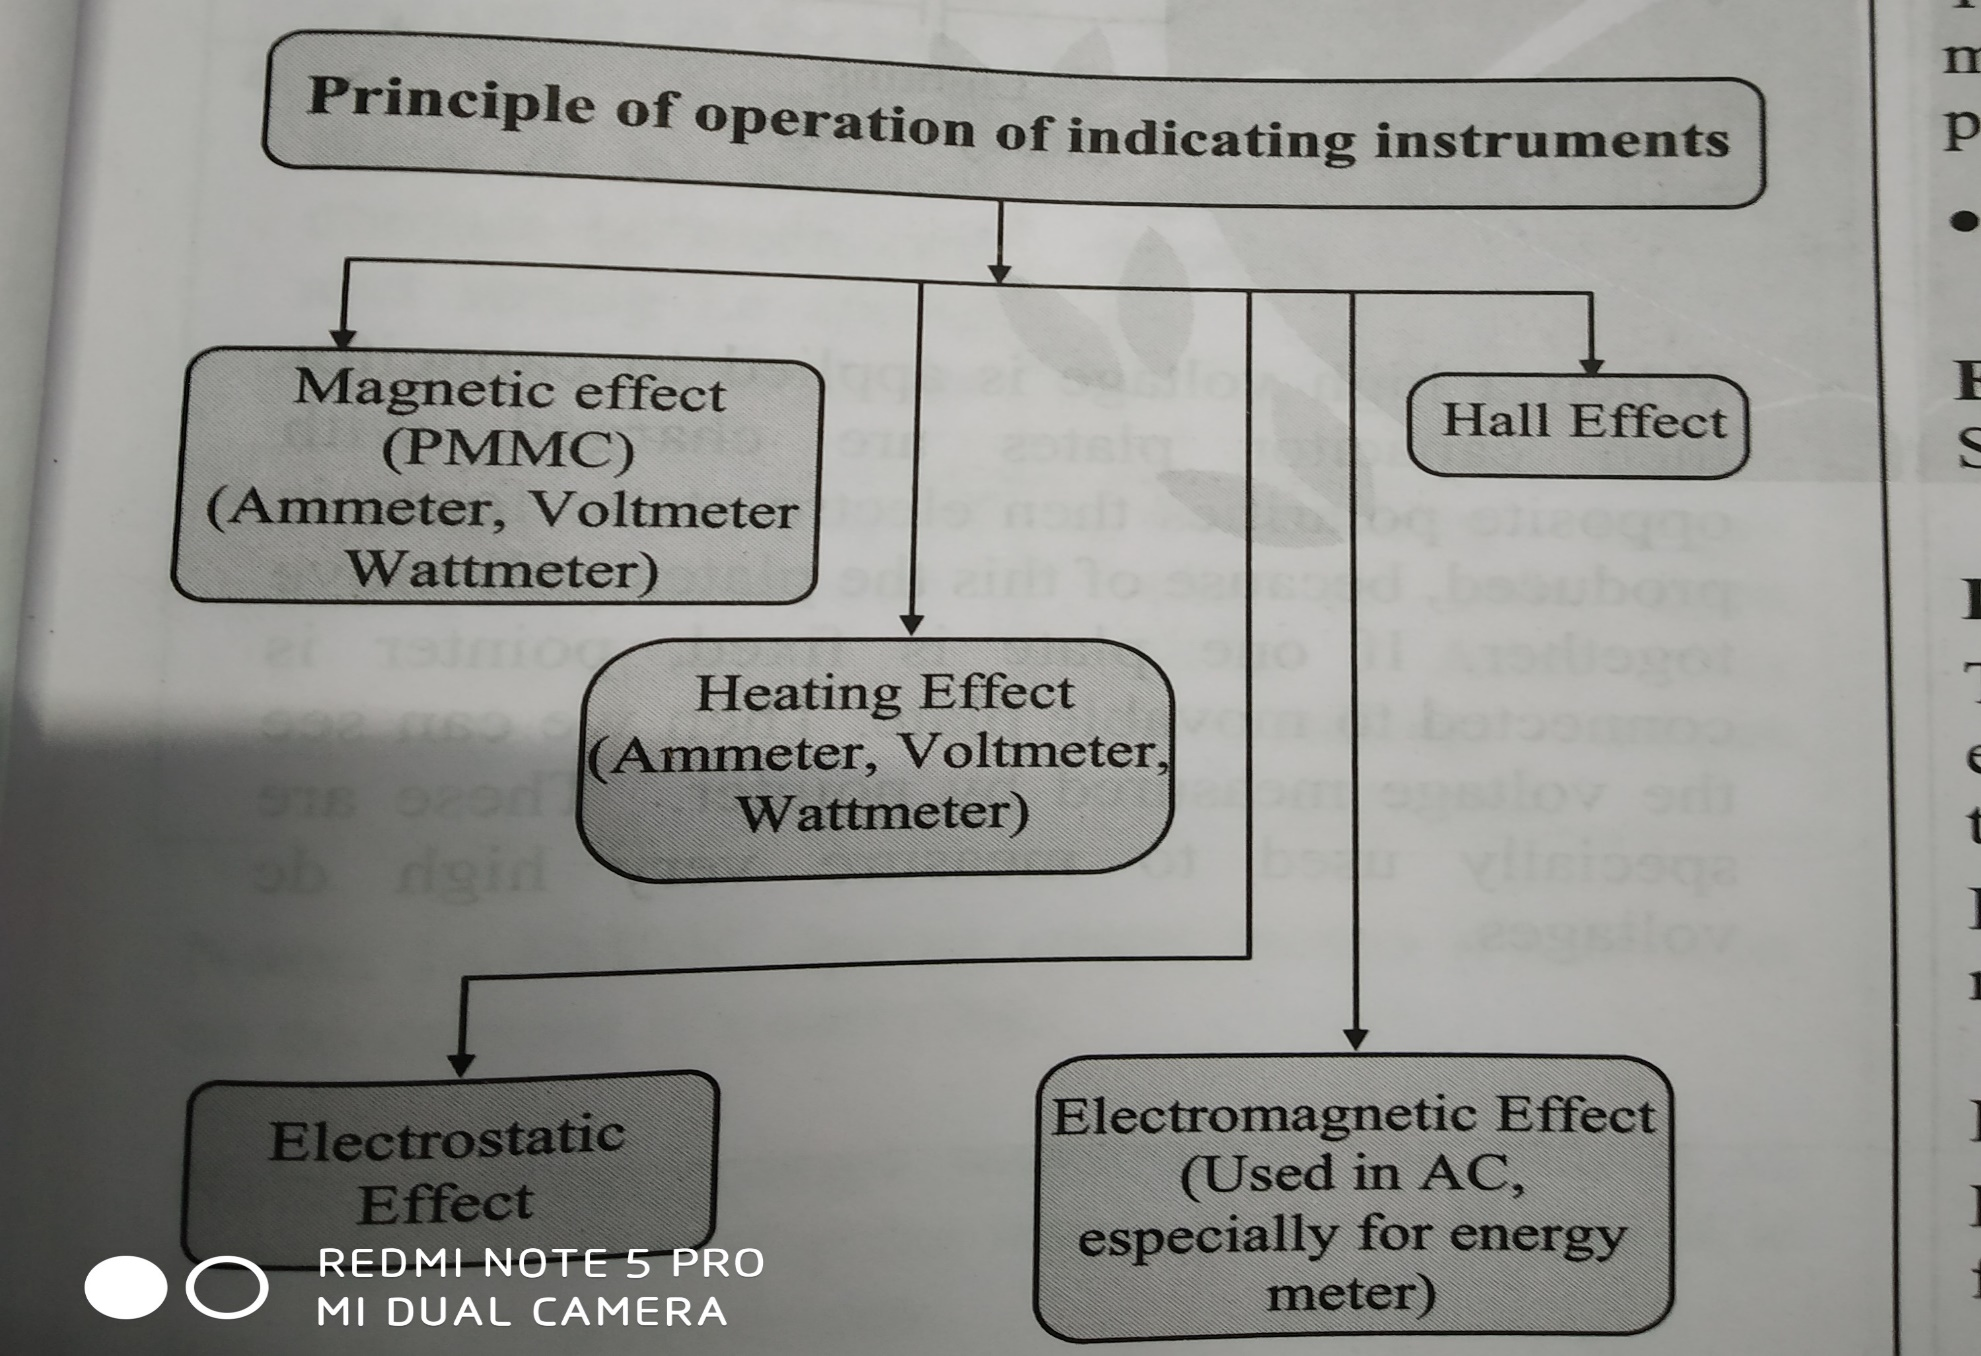 Principle of operation of indicating instruments
Magnetic effect
(PMMC)
(Ammeter, Voltmeter
Wattmeter)
Hall Effect
Heating Effect
(Ammeter, Voltmeter,
Wattmeter)
Electrostatic
Effect
Electromagnetic Effect
(Used in AC,
especially for energy
meter)
REDMI NOTE 5 PRO
MI DUAL CAMERA